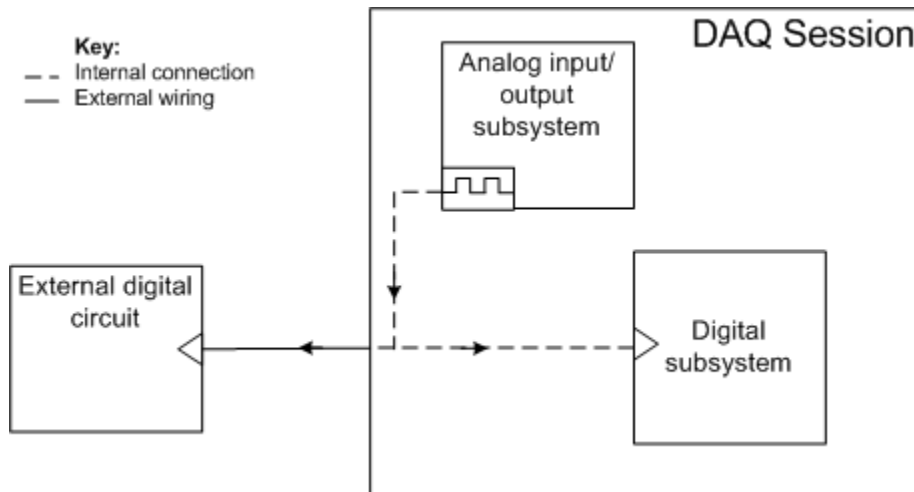 DAQ Session
Key:
Internal connection
External wiring
Analog input/
output
subsystem
External digital
circuit
Digital
subsystem